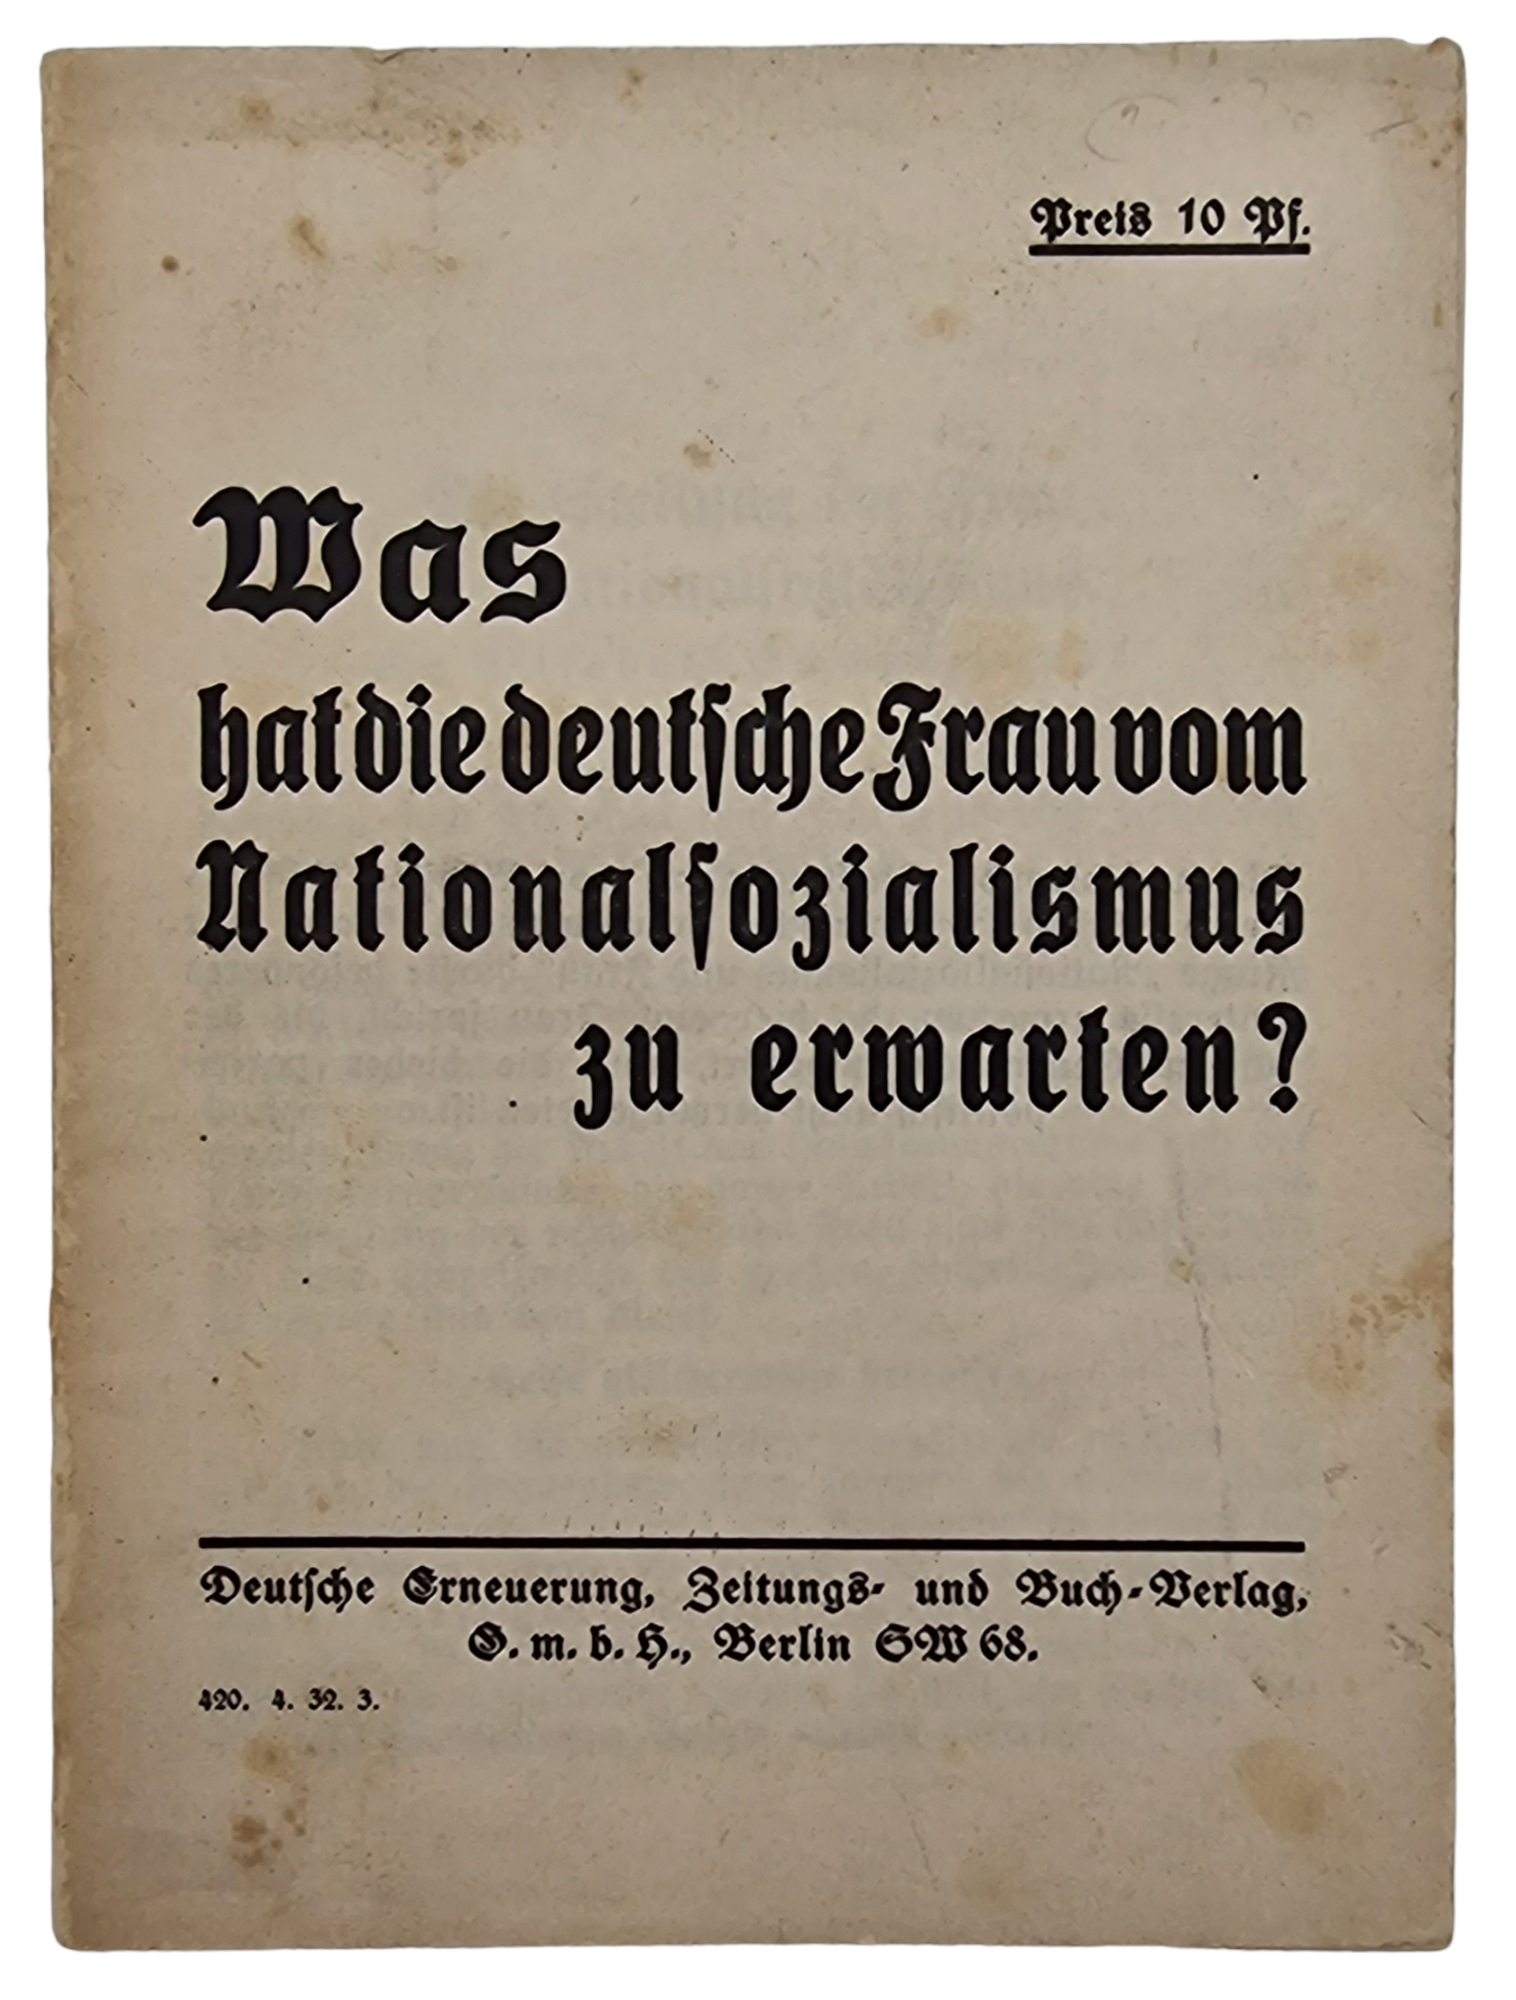 Preis 10 Pf.
Was
hat die deutsche Frau vom
Nationalsozialismus
zu erwarten?
Deutsche Erneuerung, Zeitungs- und Buch-Verlag,
G. m. b. H., Berlin SW 68.
420. 4. 32. 3.